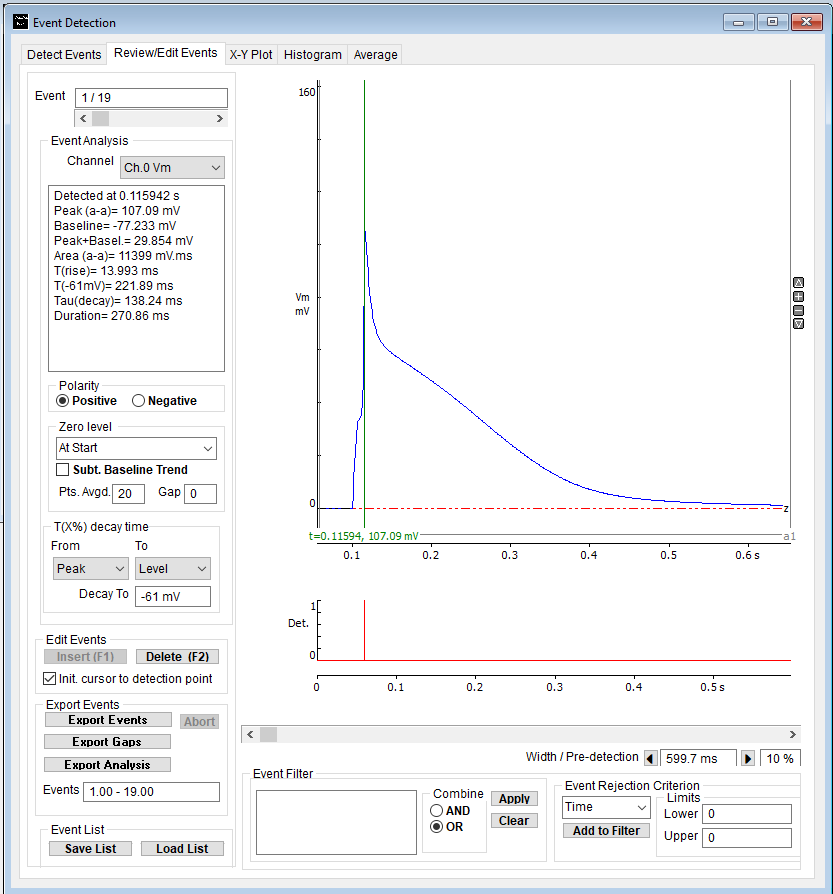 Event Detection
Detect Events Review/Edit Events X-Y Plot Histogram Average
Event 1 / 19
Event Analysis
Channel Ch.0 Vm
Detected at 0.115942 s
Peak (a-a)= 107.09 mV
Baseline= -77.233 mV
Peak+Basel.= 29.854 mV
Area (a-a)= 11399 mV.ms
T(rise)= 13.993 ms
T(-61mV)= 221.89 ms
Tau(decay)= 138.24 ms
Duration= 270.86 ms
Polarity
Positive Negative
Zero level
At Start
Subt. Baseline Trend
Pts. Avgd. 20 Gap 0
T(X%) decay time
From To
Peak Level
Decay To -61 mV
Edit Events
Insert (F1) Delete (F2)
Init. cursor to detection point
Export Events
Export Events Abort
Export Gaps
Export Analysis
Events 1.00 - 19.00
Event List
Save List Load List
160
Vm
mV
0
z
t=0.11594, 107.09 mV a1
0.1 0.2 0.3 0.4 0.5 0.6 s
1
Det.
0
0 0.1 0.2 0.3 0.4 0.5 s
Width / Pre-detection 599.7 ms 10 %
Event Filter
Combine
AND
OR
Apply
Clear
Event Rejection Criterion
Time
Add to Filter
Limits
Lower 0
Upper 0